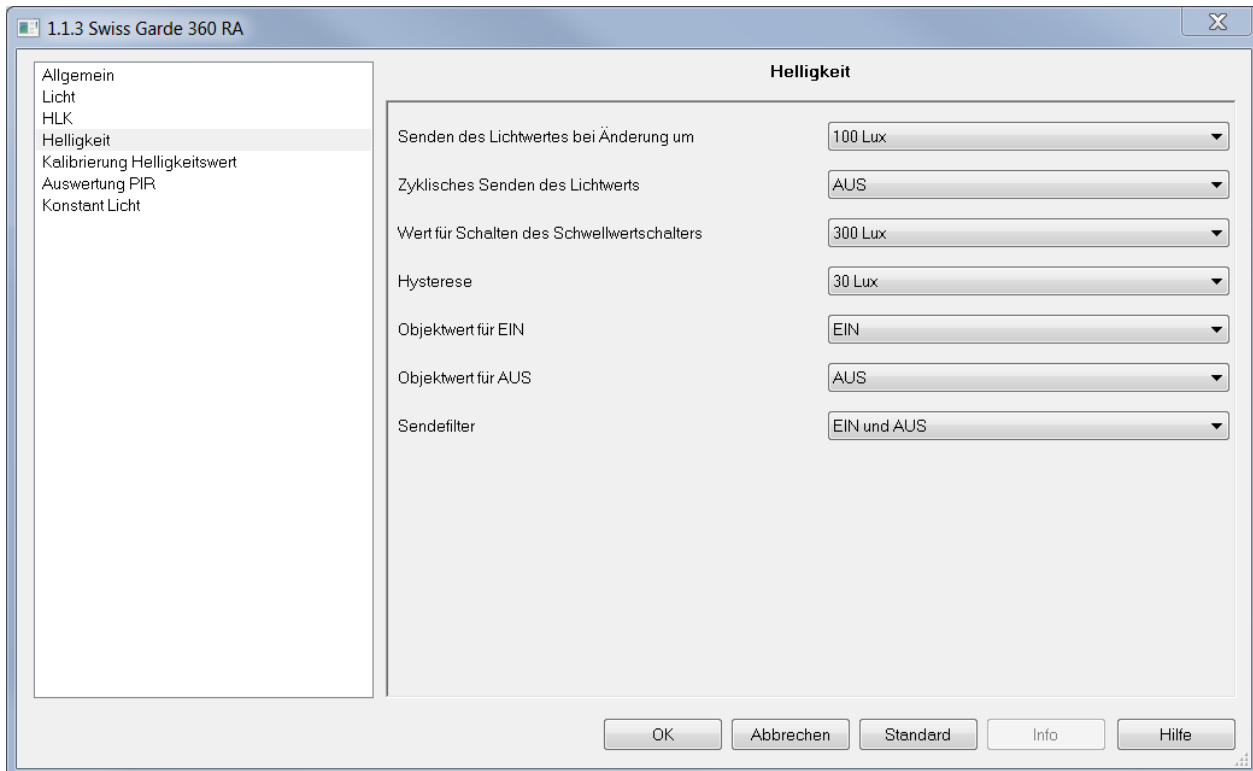 1.1.3 Swiss Garde 360 RA
Allgemein
Licht
HLK
Helligkeit
Kalibrierung Helligkeitswert
Auswertung PIR
Konstant Licht
Helligkeit
Senden des Lichtwertes bei Änderung um 100 Lux
Zyklisches Senden des Lichtwerts AUS
Wert für Schalten des Schwellwertschalters 300 Lux
Hysterese 30 Lux
Objektwert für EIN EIN
Objektwert für AUS AUS
Sendefilter EIN und AUS
OK Abbrechen Standard Info Hilfe